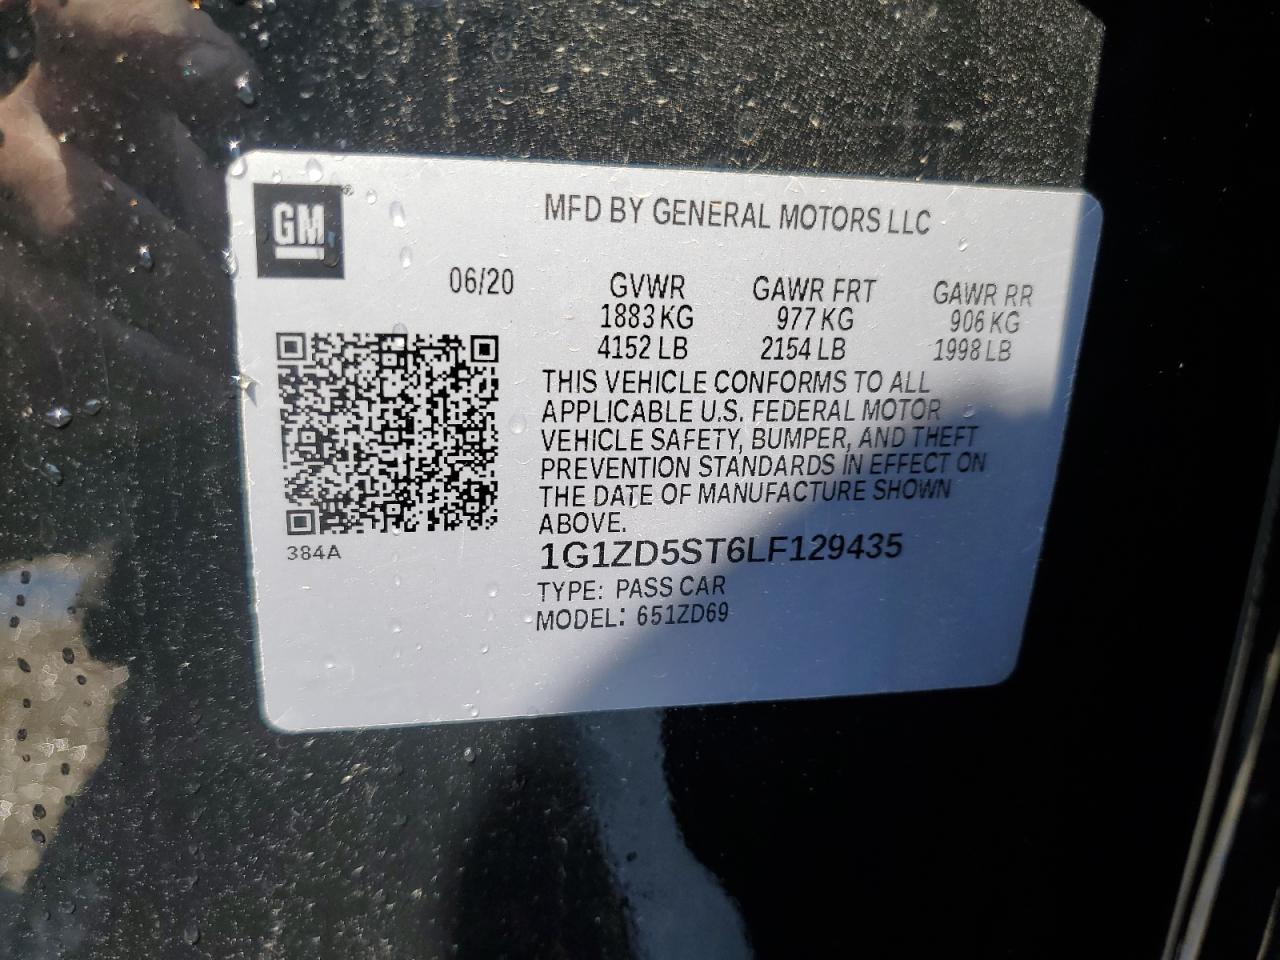 GM®
MFD BY GENERAL MOTORS LLC
06/20 GVWR GAWR FRT GAWR RR
1883 KG 977 KG 906 KG
4152 LB 2154 LB 1998 LB
THIS VEHICLE CONFORMS TO ALL
APPLICABLE U.S. FEDERAL MOTOR
VEHICLE SAFETY, BUMPER, AND THEFT
PREVENTION STANDARDS IN EFFECT ON
THE DATE OF MANUFACTURE SHOWN
ABOVE.
384A
1G1ZD5ST6LF129435
TYPE: PASS CAR
MODEL: 651ZD69